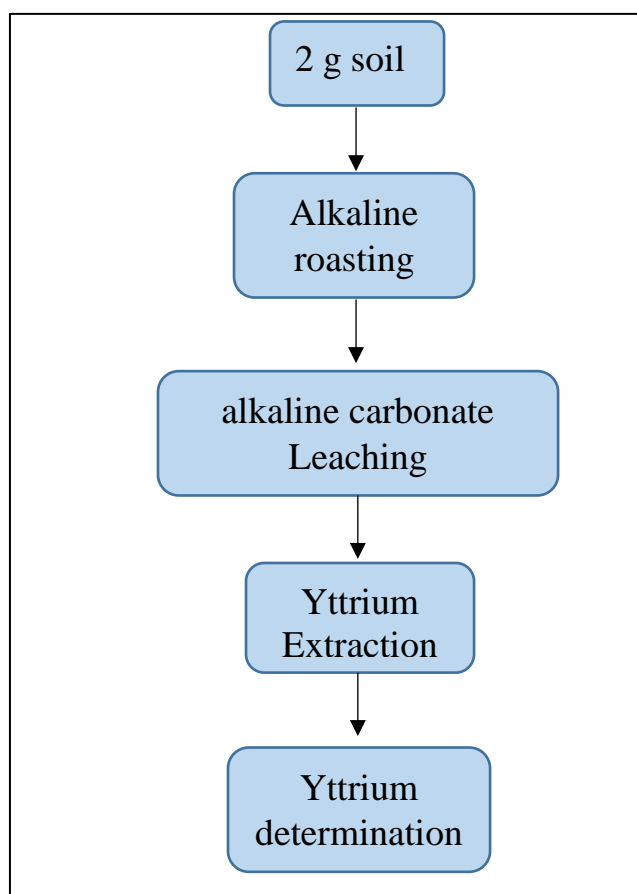 2 g soil
Alkaline
roasting
alkaline carbonate
Leaching
Yttrium
Extraction
Yttrium
determination